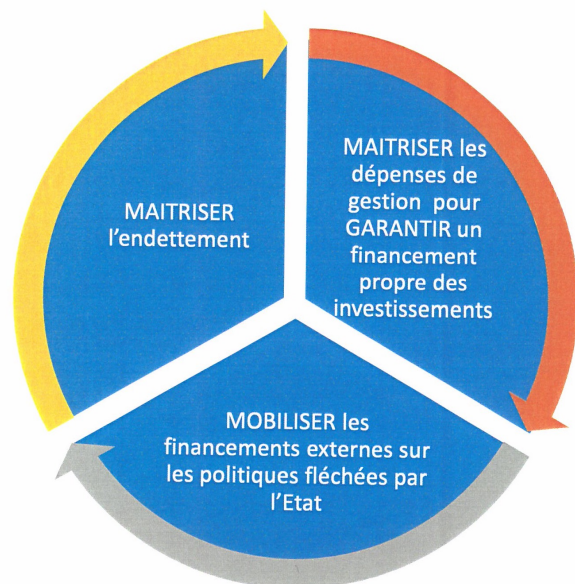 MAITRISER
l'endettement
MAITRISER les
dépenses de
gestion pour
GARANTIR un
financement
propre des
investissements
MOBILISER les
financements externes sur
les politiques fléchées par
l'Etat